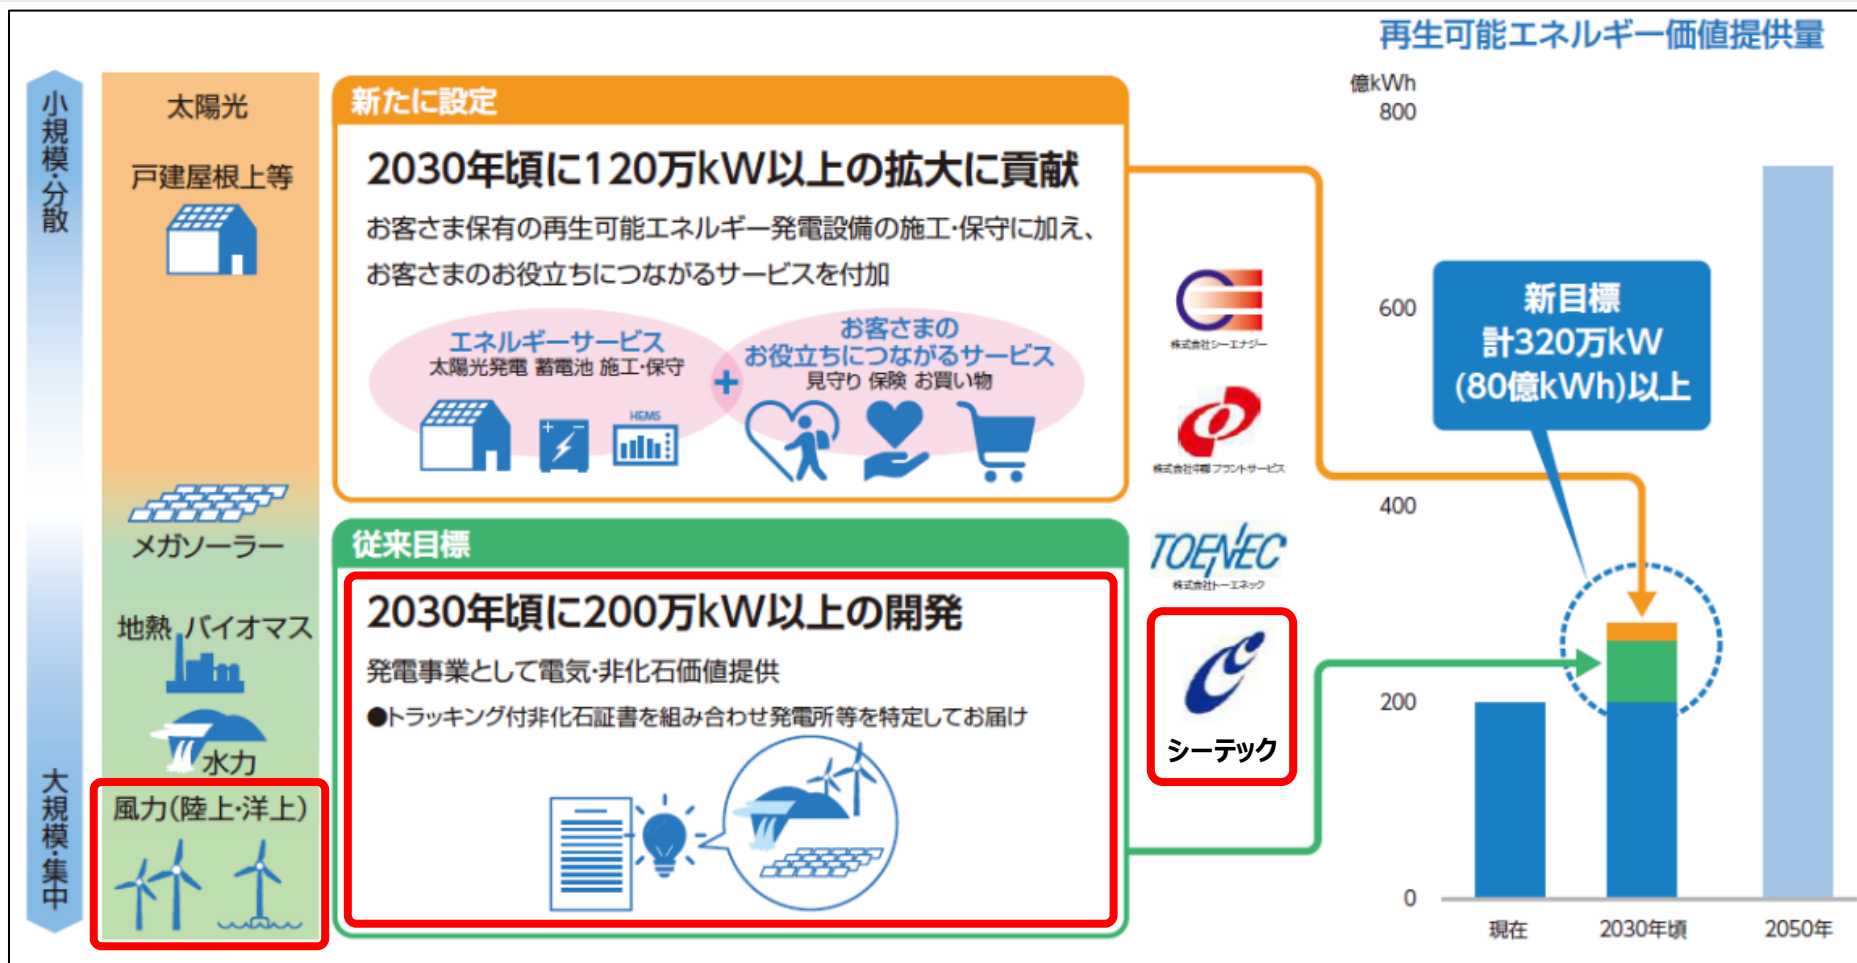 再生可能エネルギー価値提供量
小規模・分散
大規模・集中
太陽光
戸建屋根上等
メガソーラー
地熱 バイオマス
水力
風力(陸上・洋上)
新たに設定
2030年頃に120万kW以上の拡大に貢献
お客さま保有の再生可能エネルギー発電設備の施工・保守に加え、
お客さまのお役立ちにつながるサービスを付加
エネルギーサービス
太陽光発電 蓄電池 施工・保守
HEMS
+
お客さまの
お役立ちにつながるサービス
見守り 保険 お買い物
従来目標
2030年頃に200万kW以上の開発
発電事業として電気・非化石価値提供
●トラッキング付非化石証書を組み合わせ発電所等を特定してお届け
株式会社シーエナジー
株式会社中部プラントサービス
TOENEC
株式会社トーエネック
シーテック
億kWh
800
600
400
200
0
新目標
計320万kW
(80億kWh)以上
現在
2030年頃
2050年